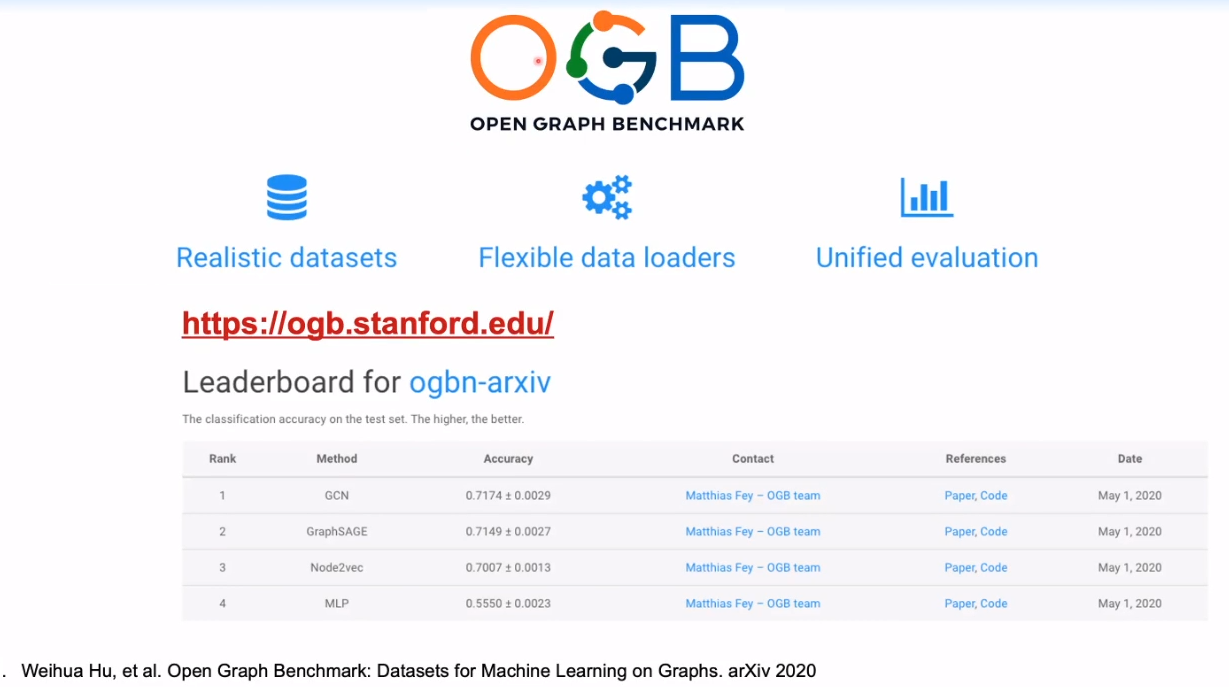 OGB
OPEN GRAPH BENCHMARK
Realistic datasets Flexible data loaders Unified evaluation
https://ogb.stanford.edu/
Leaderboard for ogbn-arxiv
The classification accuracy on the test set. The higher, the better.
Rank Method Accuracy Contact References Date
1 GCN 0.7174 ± 0.0029 Matthias Fey – OGB team Paper, Code May 1, 2020
2 GraphSAGE 0.7149 ± 0.0027 Matthias Fey – OGB team Paper, Code May 1, 2020
3 Node2vec 0.7007 ± 0.0013 Matthias Fey – OGB team Paper, Code May 1, 2020
4 MLP 0.5550 ± 0.0023 Matthias Fey – OGB team Paper, Code May 1, 2020
. Weihua Hu, et al. Open Graph Benchmark: Datasets for Machine Learning on Graphs. arXiv 2020